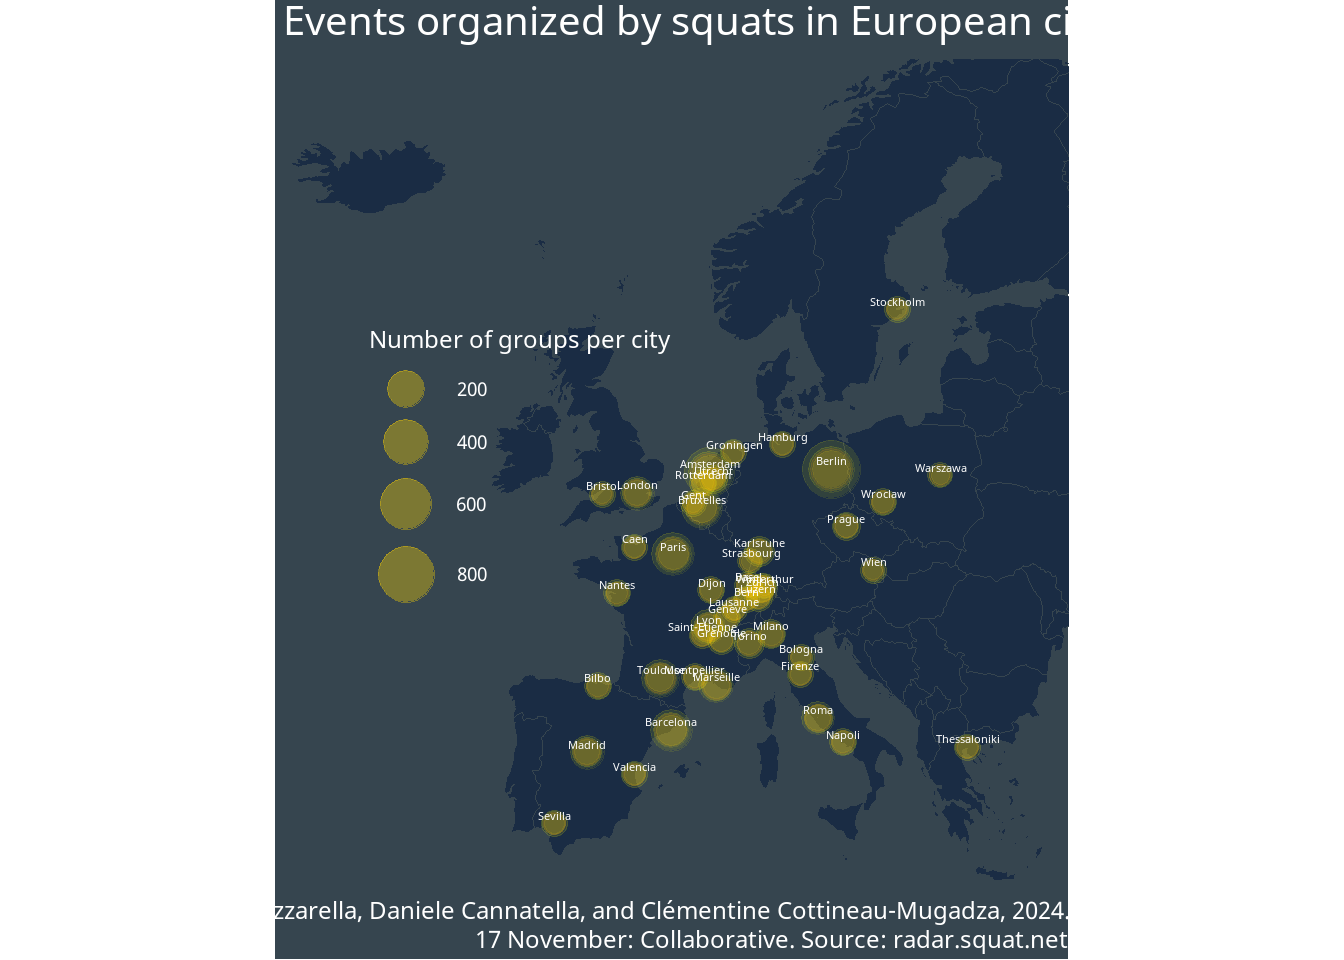 Events organized by squats in European ci
Stockholm
Number of groups per city
200
400
600
800
Hamburg
Groningen
Berlin
Amsterdam
Utrecht
Rotterdam
Warszawa
Bristol
London
Gent
Bruxelles
Wroclaw
Prague
Caen
Paris
Karlsruhe
Strasbourg
Wien
Nantes
Dijon
Basel
Winterthur
Zürich
Luzern
Bern
Lausanne
Genève
Lyon
Saint-Etienne
Grenoble
Torino
Milano
Bologna
Firenze
Toulouse
Montpellier
Marseille
Bilbo
Roma
Barcelona
Napoli
Madrid
Thessaloniki
Valencia
Sevilla
zzarella, Daniele Cannatella, and Clémentine Cottineau-Mugadza, 2024.
17 November: Collaborative. Source: radar.squat.net